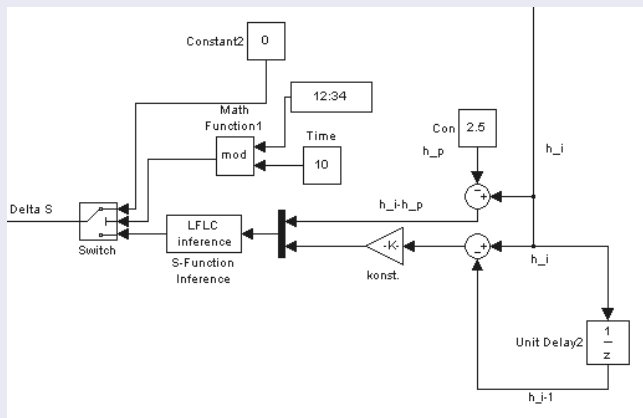 Constant2
0
12:34
Math
Function1
mod
Time
10
Con
2.5
h_p
h_i
Delta S
Switch
LFLC
inference
S-Function
Inference
h_i-h_p
-K-
konst.
-+
-+
h_i
Unit Delay2
1
z
h_i-1